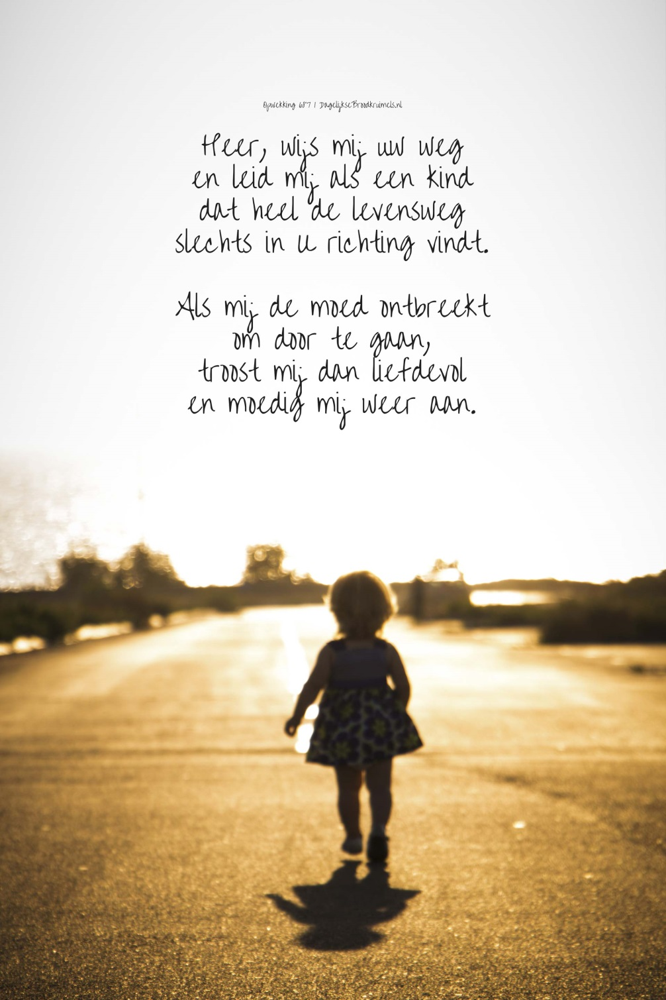 Opwekking 687 | DagelijkseBroodkruimels.nl
Heer, wijs mij uw weg
en leid mij als een kind
dat heel de levensweg
slechts in U richting vindt.
Als mij de moed ontbreekt
om door te gaan,
troost mij dan liefdevol
en moedig mij weer aan.